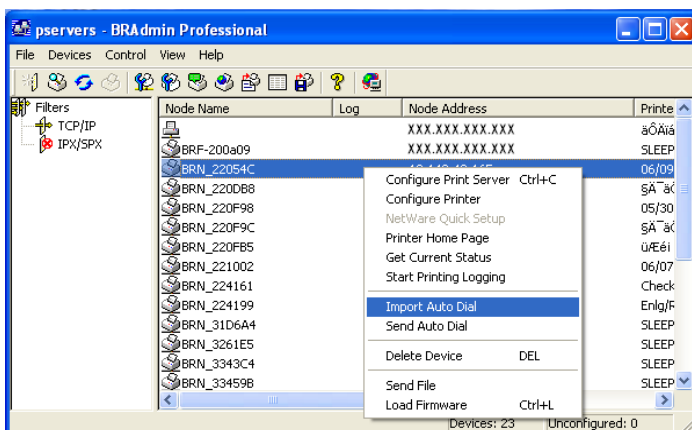 pservers - BRAdmin Professional
File Devices Control View Help
Filters
TCP/IP
IPX/SPX
Node Name Log Node Address Printe
XXX.XXX.XXX.XXX äÔÄïá
BRF-200a09 XXX.XXX.XXX.XXX SLEEP
BRN_22054C 06/09
BRN_220DB8
BRN_220F98 05/30
BRN_220F9C
BRN_220FB5 üÆéi
BRN_221002 06/07
BRN_224161 Check
BRN_224199 Enlg/R
BRN_31D6A4 SLEEP
BRN_3261E5 SLEEP
BRN_3343C4 SLEEP
BRN_33459B SLEEP
Configure Print Server Ctrl+C
Configure Printer
NetWare Quick Setup
Printer Home Page
Get Current Status
Start Printing Logging
Import Auto Dial
Send Auto Dial
Delete Device DEL
Send File
Load Firmware Ctrl+L
Devices: 23 Unconfigured: 0